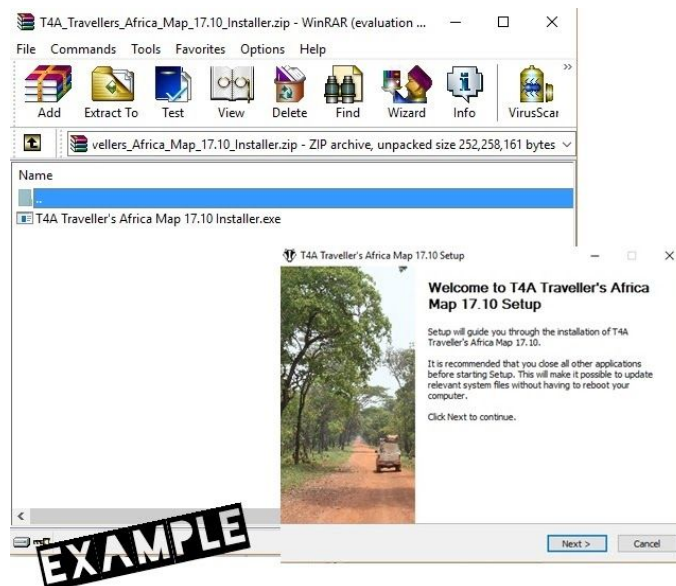 T4A_Travellers_Africa_Map_17.10_Installer.zip - WinRAR (evaluation ...
File Commands Tools Favorites Options Help
Add Extract To Test View Delete Find Wizard Info VirusScan
vellers_Africa_Map_17.10_Installer.zip - ZIP archive, unpacked size 252,258,161 bytes
Name
..
T4A Traveller's Africa Map 17.10 Installer.exe
T4A Traveller's Africa Map 17.10 Setup
Welcome to T4A Traveller's Africa
Map 17.10 Setup
Setup will guide you through the installation of T4A
Traveller's Africa Map 17.10.
It is recommended that you close all other applications
before starting Setup. This will make it possible to update
relevant system files without having to reboot your
computer.
Click Next to continue.
EXAMPLE
Next > Cancel